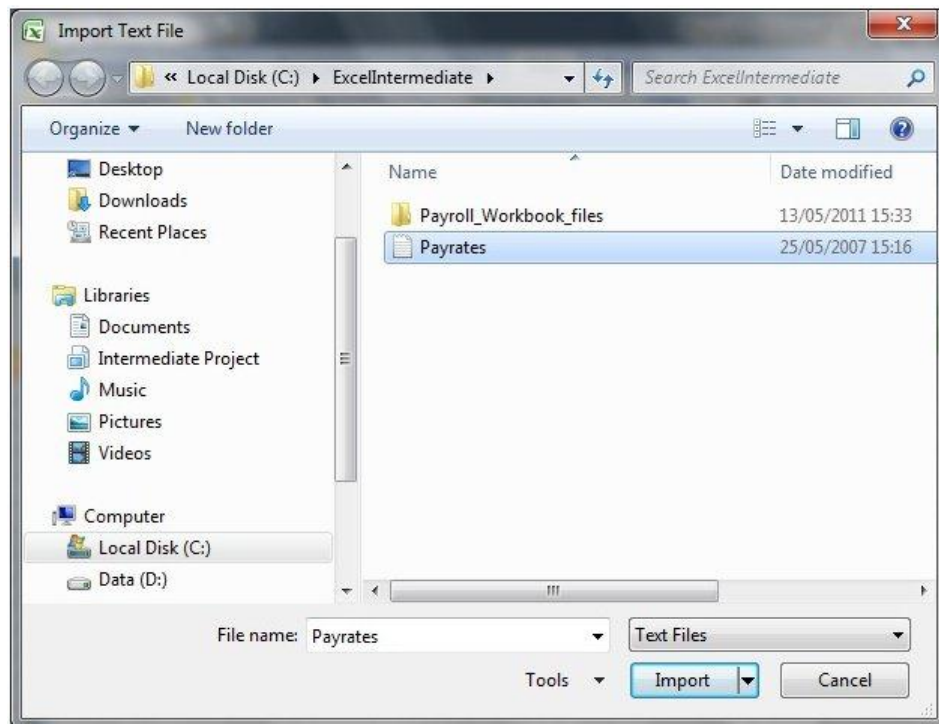 Import Text File
« Local Disk (C:) ▸ ExcelIntermediate ▸ Search ExcelIntermediate
Organize New folder
Desktop
Downloads
Recent Places
Libraries
Documents
Intermediate Project
Music
Pictures
Videos
Computer
Local Disk (C:)
Data (D:)
Name Date modified
Payroll_Workbook_files 13/05/2011 15:33
Payrates 25/05/2007 15:16
File name: Payrates Text Files
Tools Import Cancel